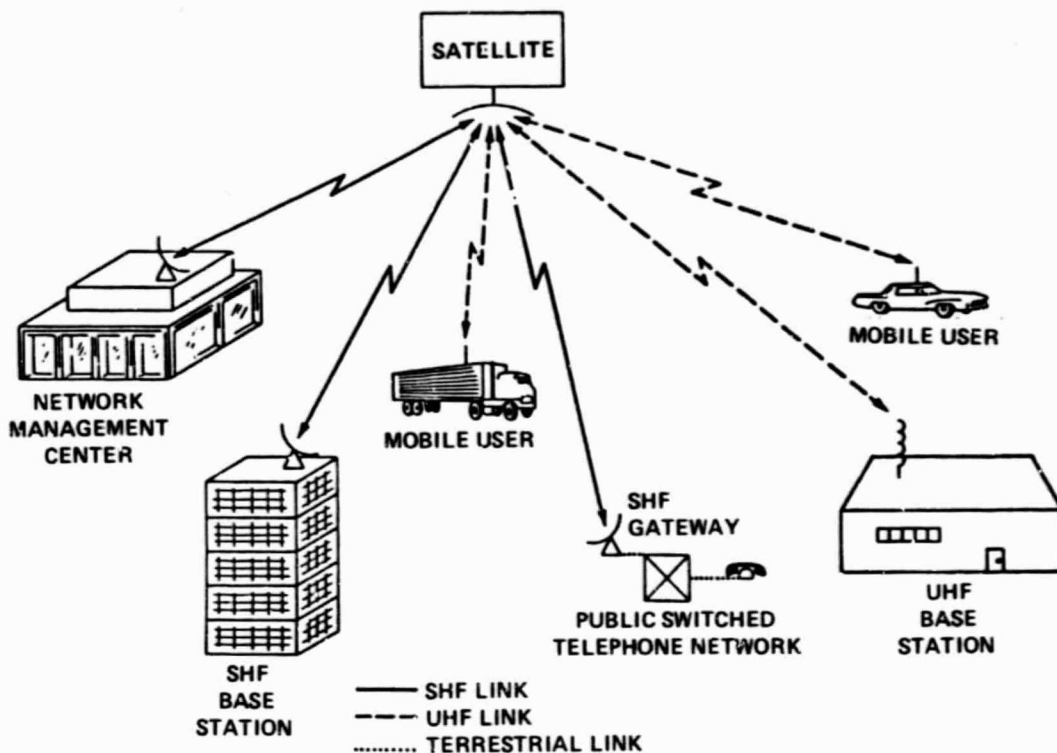 SATELLITE
NETWORK
MANAGEMENT
CENTER
MOBILE USER
MOBILE USER
SHF
GATEWAY
PUBLIC SWITCHED
TELEPHONE NETWORK
UHF
BASE
STATION
SHF
BASE
STATION
SHF LINK
UHF LINK
TERRESTRIAL LINK